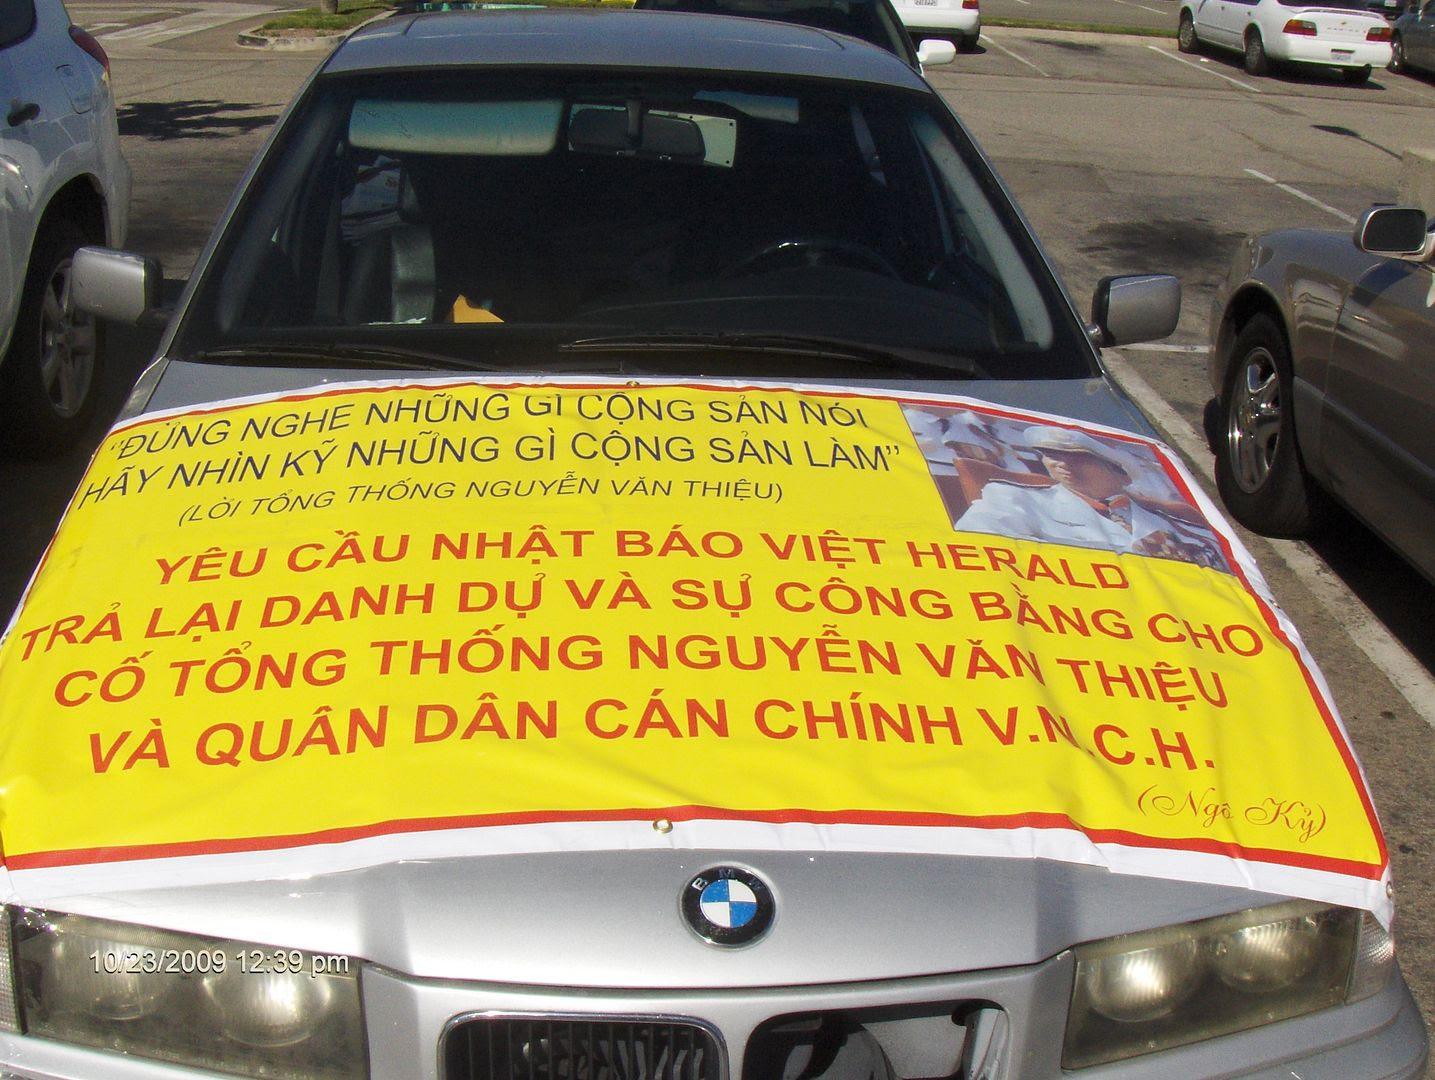 "ĐỪNG NGHE NHỮNG GÌ CỘNG SẢN NÓI
HÃY NHÌN KỸ NHỮNG GÌ CỘNG SẢN LÀM"
(LỜI TỔNG THỐNG NGUYỄN VĂN THIỆU)
YÊU CẦU NHẬT BÁO VIỆT HERALD
TRẢ LẠI DANH DỰ VÀ SỰ CÔNG BẰNG CHO
CỐ TỔNG THỐNG NGUYỄN VĂN THIỆU
VÀ QUÂN DÂN CÁN CHÍNH V.N.C.H.
(Ngô Kỷ)
BMW
10/23/2009 12:39 pm